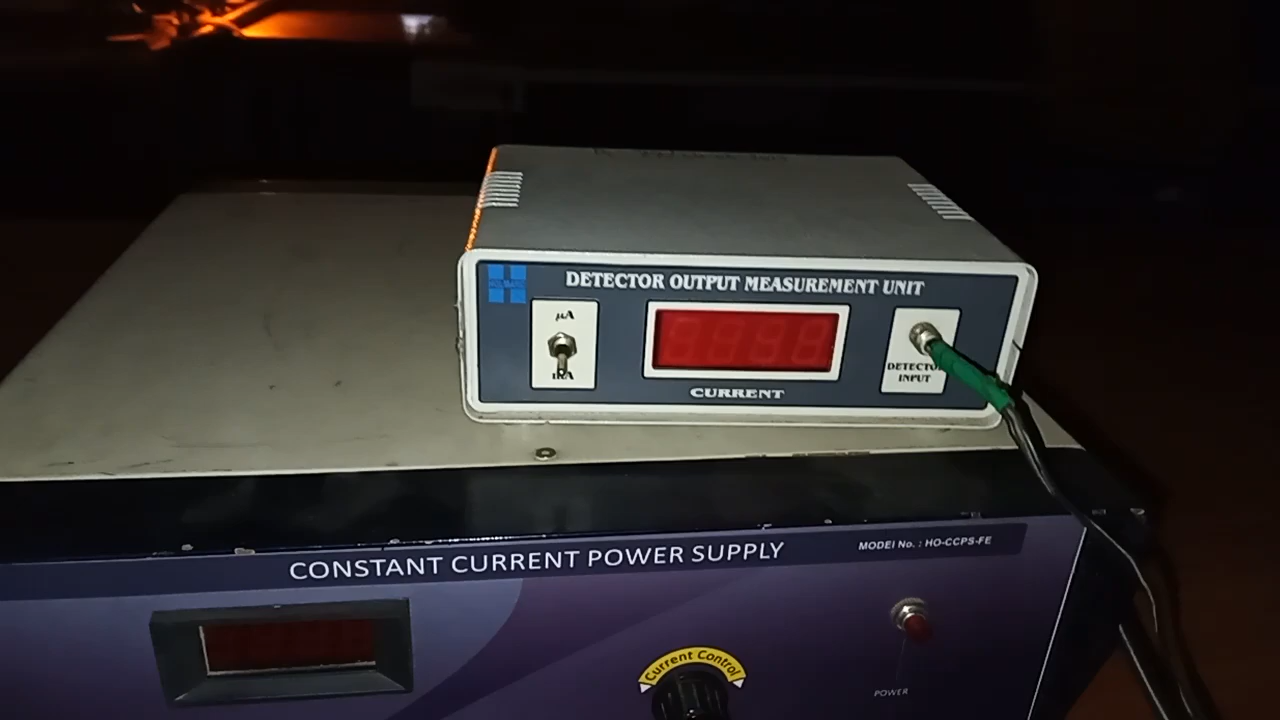 DETECTOR OUTPUT MEASUREMENT UNIT
HOLMARC
µA
DETECTOR
INPUT
CURRENT
CONSTANT CURRENT POWER SUPPLY
MODEl No. : HO-CCPS-FE
Current Control
POWER